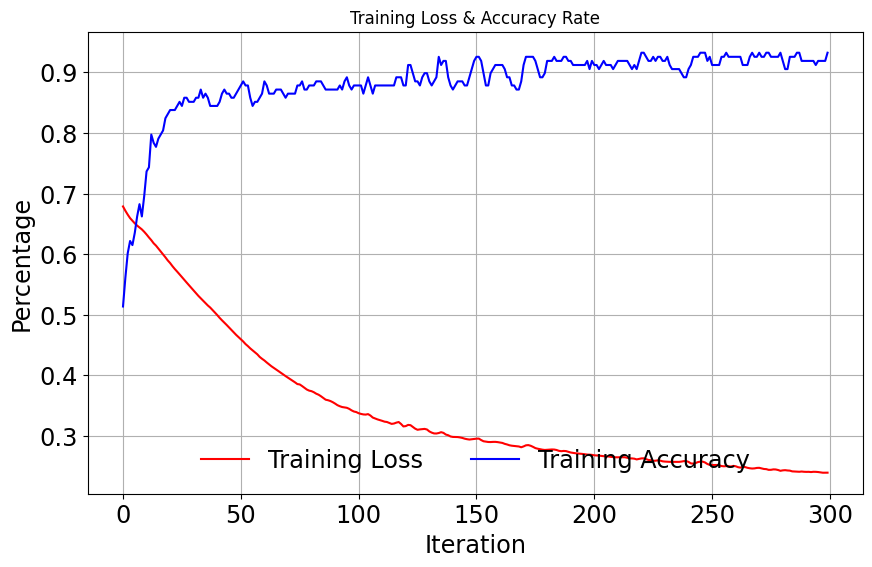 Training Loss & Accuracy Rate
Percentage
0.9
0.8
0.7
0.6
0.5
0.4
0.3
Training Loss
Training Accuracy
0
50
100
150
200
250
300
Iteration